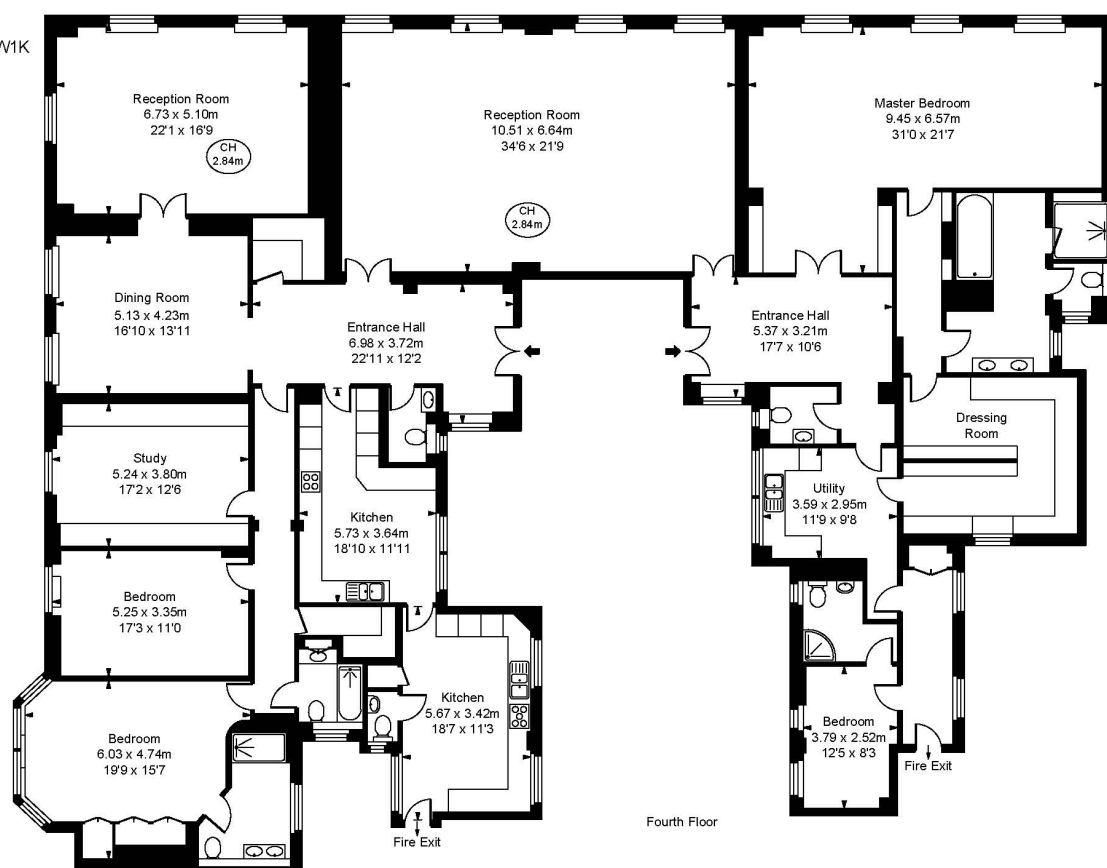 W1K
Reception Room
6.73 x 5.10m
22'1 x 16'9
CH
2.84m
Reception Room
10.51 x 6.64m
34'6 x 21'9
CH
2.84m
Master Bedroom
9.45 x 6.57m
31'0 x 21'7
Dining Room
5.13 x 4.23m
16'10 x 13'11
Entrance Hall
6.98 x 3.72m
22'11 x 12'2
Entrance Hall
5.37 x 3.21m
17'7 x 10'6
Dressing
Room
Study
5.24 x 3.80m
17'2 x 12'6
Kitchen
5.73 x 3.64m
18'10 x 11'11
Utility
3.59 x 2.95m
11'9 x 9'8
Bedroom
5.25 x 3.35m
17'3 x 11'0
Kitchen
5.67 x 3.42m
18'7 x 11'3
Bedroom
6.03 x 4.74m
19'9 x 15'7
Bedroom
3.79 x 2.52m
12'5 x 8'3
Fire Exit
Fourth Floor
Fire Exit